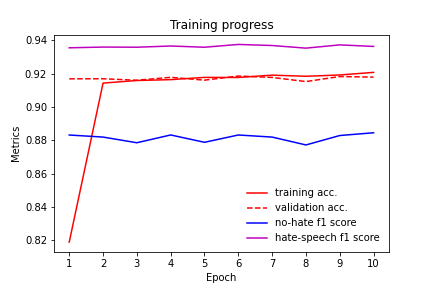 Training progress
0.94
0.92
0.90
0.88
0.86
0.84
0.82
Metrics
training acc.
validation acc.
no-hate f1 score
hate-speech f1 score
1 2 3 4 5 6 7 8 9 10
Epoch